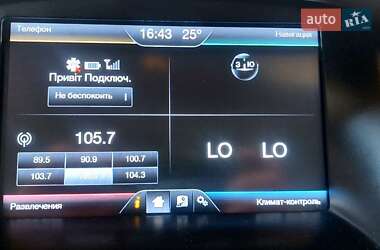 Телефон
16:43 25°
Навигация
auto RIA
Привіт Подключ.
Не беспокоить
З Ю
105.7
89.5 90.9 100.7
103.7 104.3
LO LO
Развлечения
i
Климат-контроль